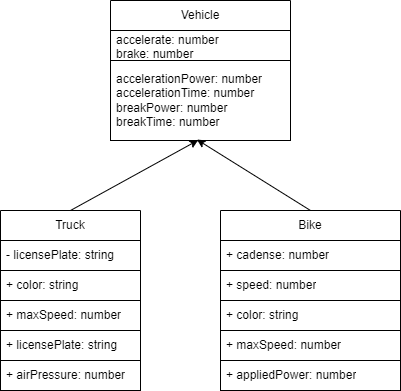 Vehicle
accelerate: number
brake: number
accelerationPower: number
accelerationTime: number
breakPower: number
breakTime: number
Truck
- licensePlate: string
+ color: string
+ maxSpeed: number
+ licensePlate: string
+ airPressure: number
Bike
+ cadense: number
+ speed: number
+ color: string
+ maxSpeed: number
+ appliedPower: number